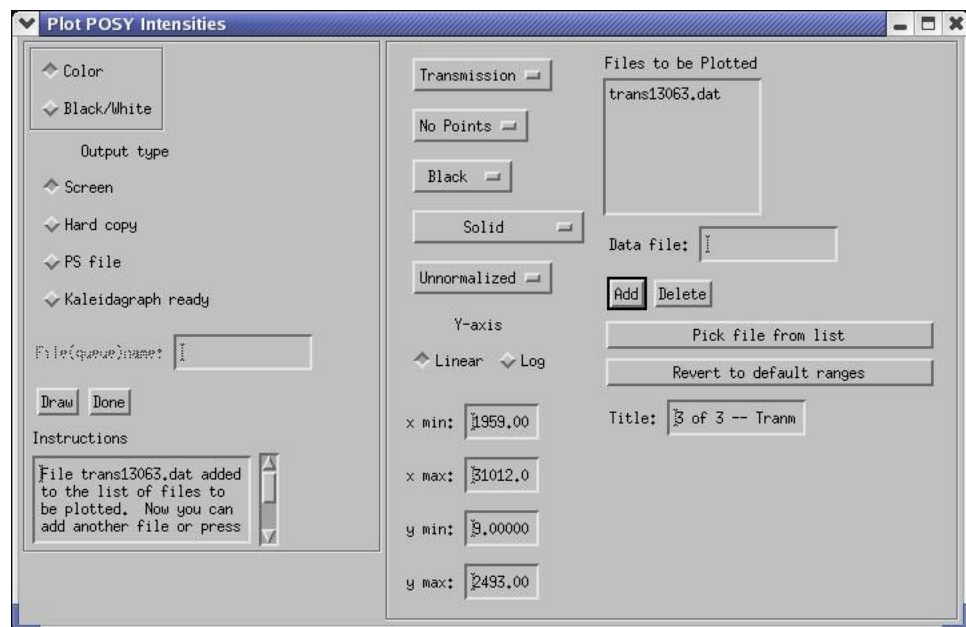 Plot POSY Intensities
Color
Black/White
Output type
Screen
Hard copy
PS file
Kaleidagraph ready
File(queue)name:
Draw Done
Instructions
File trans13063.dat added
to the list of files to
be plotted. Now you can
add another file or press
Transmission
No Points
Black
Solid
Unnormalized
Y-axis
Linear Log
x min: 1959.00
x max: 31012.0
y min: 9.00000
y max: 2493.00
Files to be Plotted
trans13063.dat
Data file:
Add Delete
Pick file from list
Revert to default ranges
Title: 3 of 3 -- Tranm